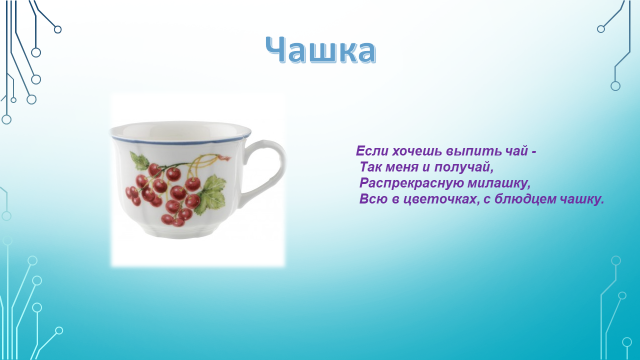 Чашка
Если хочешь выпить чай -
Так меня и получай,
Распрекрасную милашку,
Всю в цветочках, с блюдцем чашку.